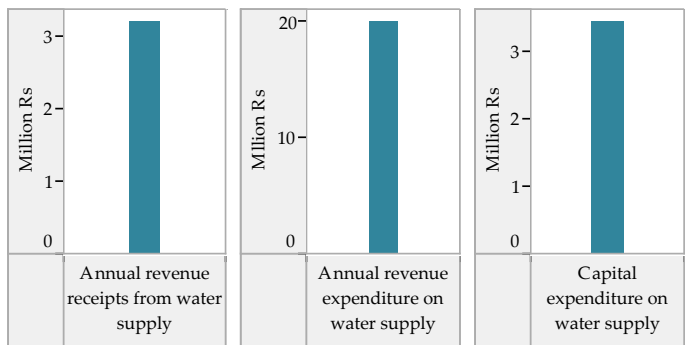 Million Rs
3
2
1
0
Annual revenue
receipts from water
supply
Mllion Rs
20
10
0
Annual revenue
expenditure on
water supply
Million Rs
3
2
1
0
Capital
expenditure on
water supply